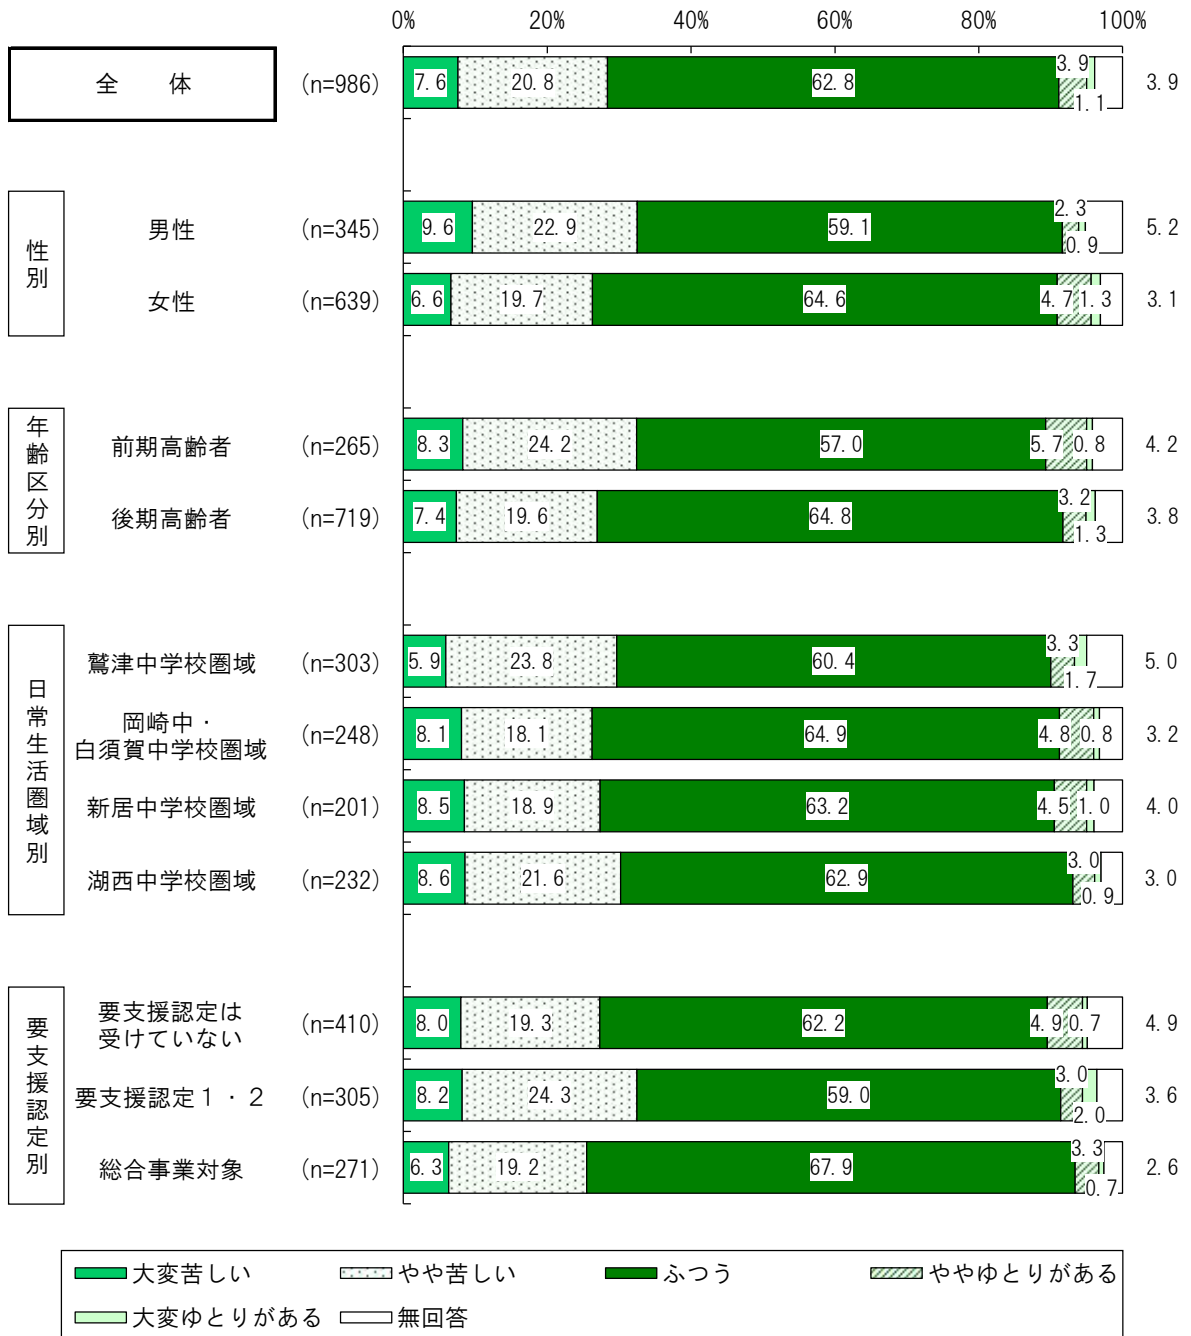 0% 20% 40% 60% 80% 100%
全 体 (n=986) 7.6 20.8 62.8 3.9 1.1 3.9
性別
男性 (n=345) 9.6 22.9 59.1 2.3 0.9 5.2
女性 (n=639) 6.6 19.7 64.6 4.7 1.3 3.1
年齢区分別
前期高齢者 (n=265) 8.3 24.2 57.0 5.7 0.8 4.2
後期高齢者 (n=719) 7.4 19.6 64.8 3.2 1.3 3.8
日常生活圏域別
鷲津中学校圏域 (n=303) 5.9 23.8 60.4 3.3 1.7 5.0
岡崎中・
白須賀中学校圏域 (n=248) 8.1 18.1 64.9 4.8 0.8 3.2
新居中学校圏域 (n=201) 8.5 18.9 63.2 4.5 1.0 4.0
湖西中学校圏域 (n=232) 8.6 21.6 62.9 3.0 0.9 3.0
要支援認定別
要支援認定は
受けていない (n=410) 8.0 19.3 62.2 4.9 0.7 4.9
要支援認定1・2 (n=305) 8.2 24.3 59.0 3.0 2.0 3.6
総合事業対象 (n=271) 6.3 19.2 67.9 3.3 0.7 2.6
大変苦しい やや苦しい ふつう ややゆとりがある
大変ゆとりがある 無回答